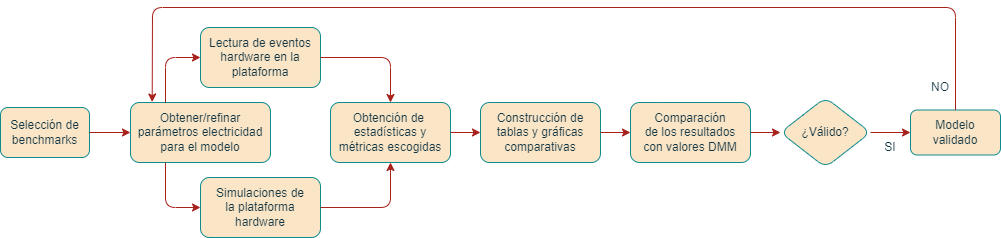 Selección de
benchmarks
Obtener/refinar
parámetros electricidad
para el modelo
Lectura de eventos
hardware en la
plataforma
Simulaciones de
la plataforma
hardware
Obtención de
estadísticas y
métricas escogidas
Construcción de
tablas y gráficas
comparativas
Comparación
de los resultados
con valores DMM
¿Válido?
NO
SI
Modelo
validado